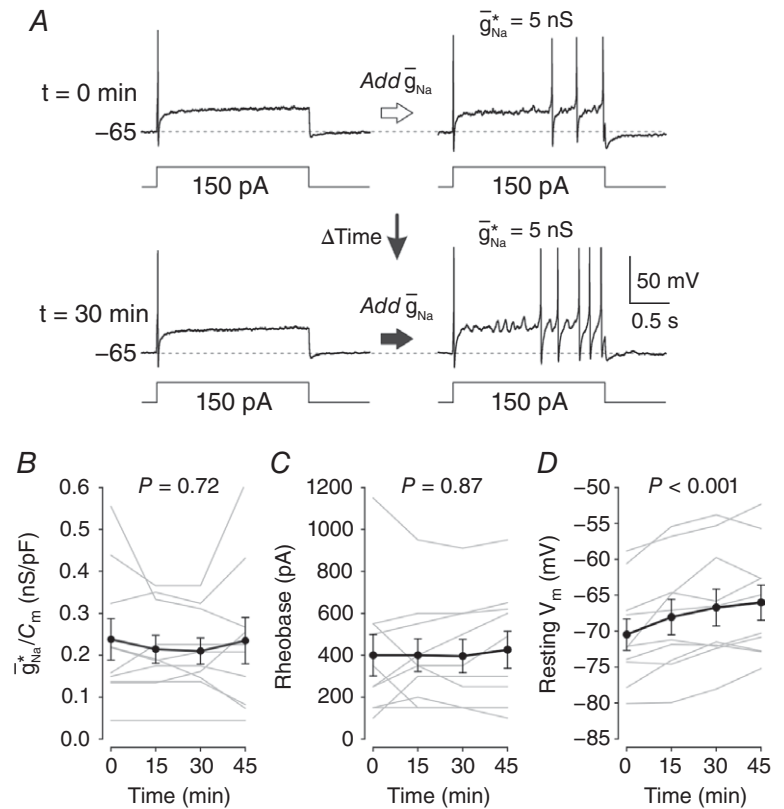 A
t = 0 min
−65
150 pA
Add ḡNa
ḡ*Na = 5 nS
150 pA
ΔTime
t = 30 min
−65
150 pA
Add ḡNa
ḡ*Na = 5 nS
150 pA
50 mV
0.5 s
B
P = 0.72
ḡ*Na/Cm (nS/pF)
0.6
0.5
0.4
0.3
0.2
0.1
0.0
0 15 30 45
Time (min)
C
P = 0.87
Rheobase (pA)
1200
1000
800
600
400
200
0
0 15 30 45
Time (min)
D
P < 0.001
Resting Vm (mV)
−50
−55
−60
−65
−70
−75
−80
−85
0 15 30 45
Time (min)